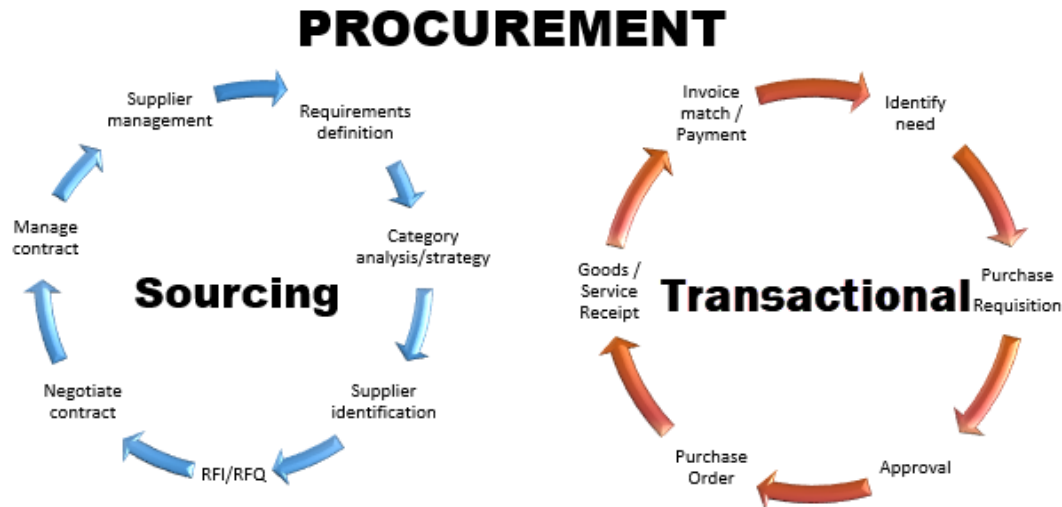 PROCUREMENT
Supplier
management
Requirements
definition
Category
analysis/strategy
Supplier
identification
RFI/RFQ
Negotiate
contract
Manage
contract
Sourcing
Invoice
match /
Payment
Identify
need
Purchase
Requisition
Approval
Purchase
Order
Goods /
Service
Receipt
Transactional